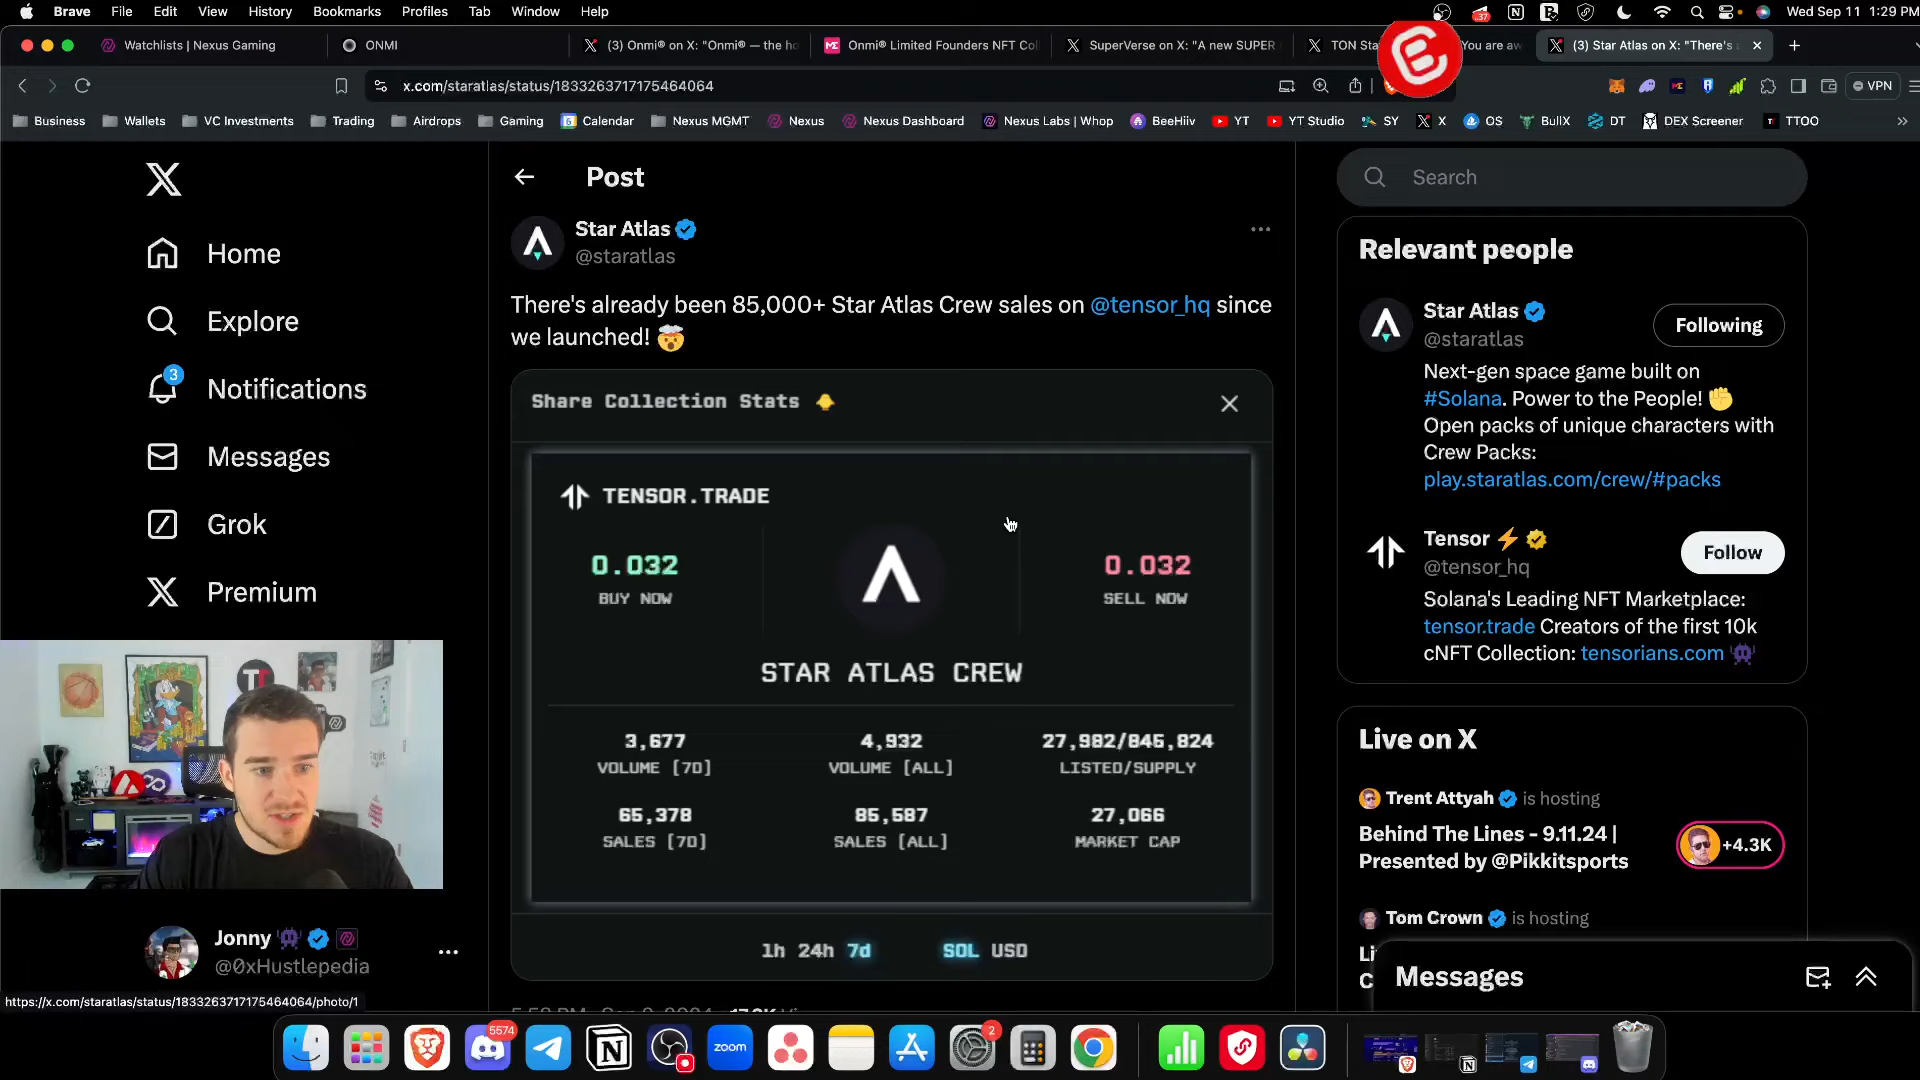 Brave File Edit View History Bookmarks Profiles Tab Window Help
37
Wed Sep 11 1:29 PM
Watchlists | Nexus Gaming
ONMI
(3) Onmi® on X: "Onmi® — the ho
Onmi® Limited Founders NFT Col
SuperVerse on X: "A new SUPER
TON Sta
You are aw
(3) Star Atlas on X: "There's
x.com/staratlas/status/1833263717175464064
VPN
Business
Wallets
VC Investments
Trading
Airdrops
Gaming
Calendar
Nexus MGMT
Nexus
Nexus Dashboard
Nexus Labs | Whop
BeeHiiv
YT
YT Studio
SY
X
OS
BullX
DT
DEX Screener
TTOO
Home
Explore
3
Notifications
Messages
Grok
Premium
Jonny
@0xHustlepedia
https://x.com/staratlas/status/1833263717175464064/photo/1
Post
Star Atlas
@staratlas
There's already been 85,000+ Star Atlas Crew sales on @tensor_hq since
we launched! 🤯
Share Collection Stats
TENSOR.TRADE
0.032
BUY NOW
0.032
SELL NOW
STAR ATLAS CREW
3,677
VOLUME [7D]
4,932
VOLUME [ALL]
27,982/845,824
LISTED/SUPPLY
65,378
SALES [7D]
85,587
SALES [ALL]
27,066
MARKET CAP
1h 24h 7d
SOL USD
Search
Relevant people
Star Atlas
@staratlas
Following
Next-gen space game built on
#Solana. Power to the People! ✊
Open packs of unique characters with
Crew Packs:
play.staratlas.com/crew/#packs
Tensor ⚡
@tensor_hq
Follow
Solana's Leading NFT Marketplace:
tensor.trade Creators of the first 10k
cNFT Collection: tensorians.com 👾
Live on X
Trent Attyah is hosting
Behind The Lines - 9.11.24 |
Presented by @Pikkitsports
+4.3K
Tom Crown is hosting
Messages
5574
zoom
2